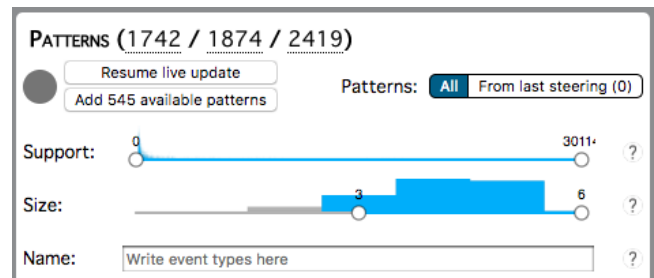 PATTERNS (1742 / 1874 / 2419)
Resume live update
Add 545 available patterns
Patterns: All From last steering (0)
0 30114
Support: ?
3 6
Size: ?
Name: Write event types here ?